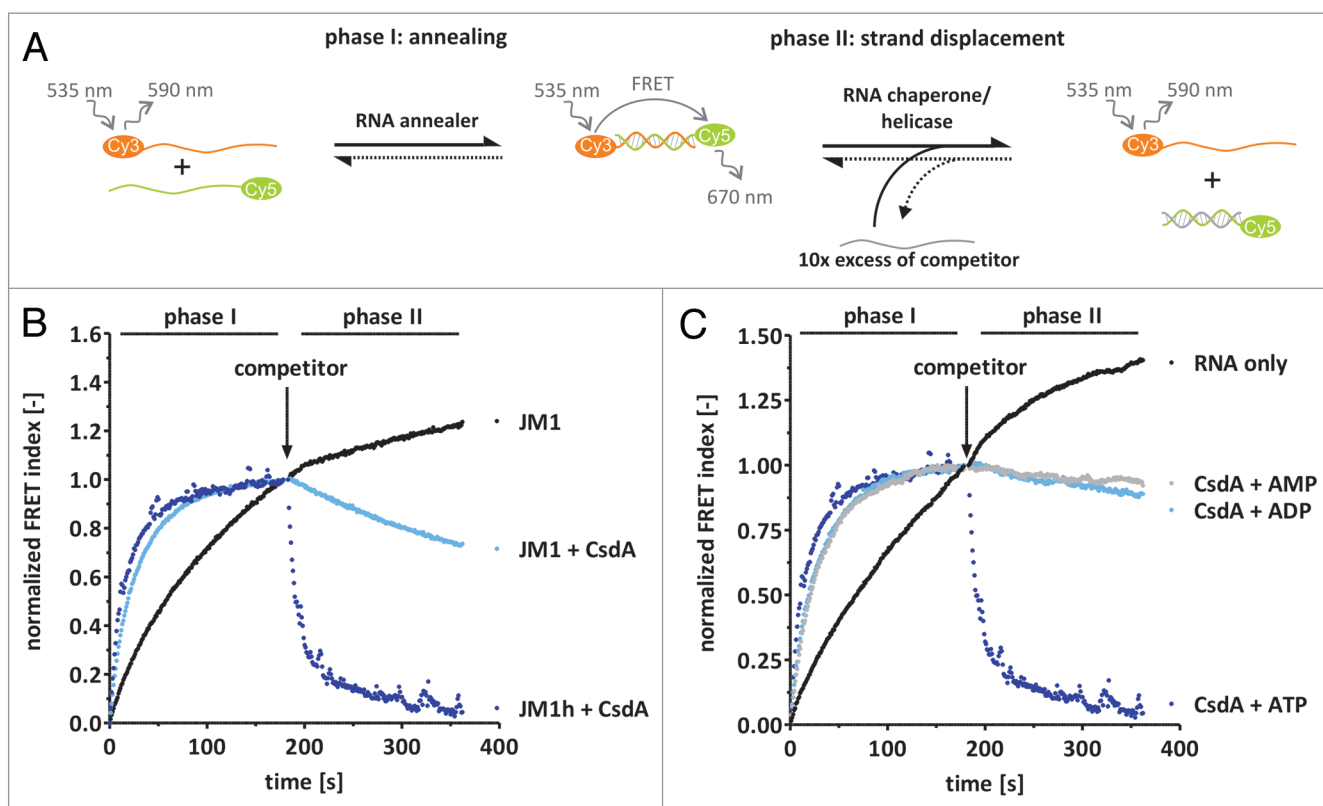 A
phase I: annealing
phase II: strand displacement
535 nm
590 nm
Cy3
+
Cy5
RNA annealer
535 nm
FRET
Cy3
Cy5
670 nm
RNA chaperone/
helicase
10x excess of competitor
535 nm
590 nm
Cy3
+
Cy5
B
phase I
phase II
competitor
normalized FRET index [-]
1.6
1.4
1.2
1.0
0.8
0.6
0.4
0.2
0.0
0
100
200
300
400
time [s]
JM1
JM1 + CsdA
JM1h + CsdA
C
phase I
phase II
competitor
normalized FRET index [-]
1.50
1.25
1.00
0.75
0.50
0.25
0.00
0
100
200
300
400
time [s]
RNA only
CsdA + AMP
CsdA + ADP
CsdA + ATP